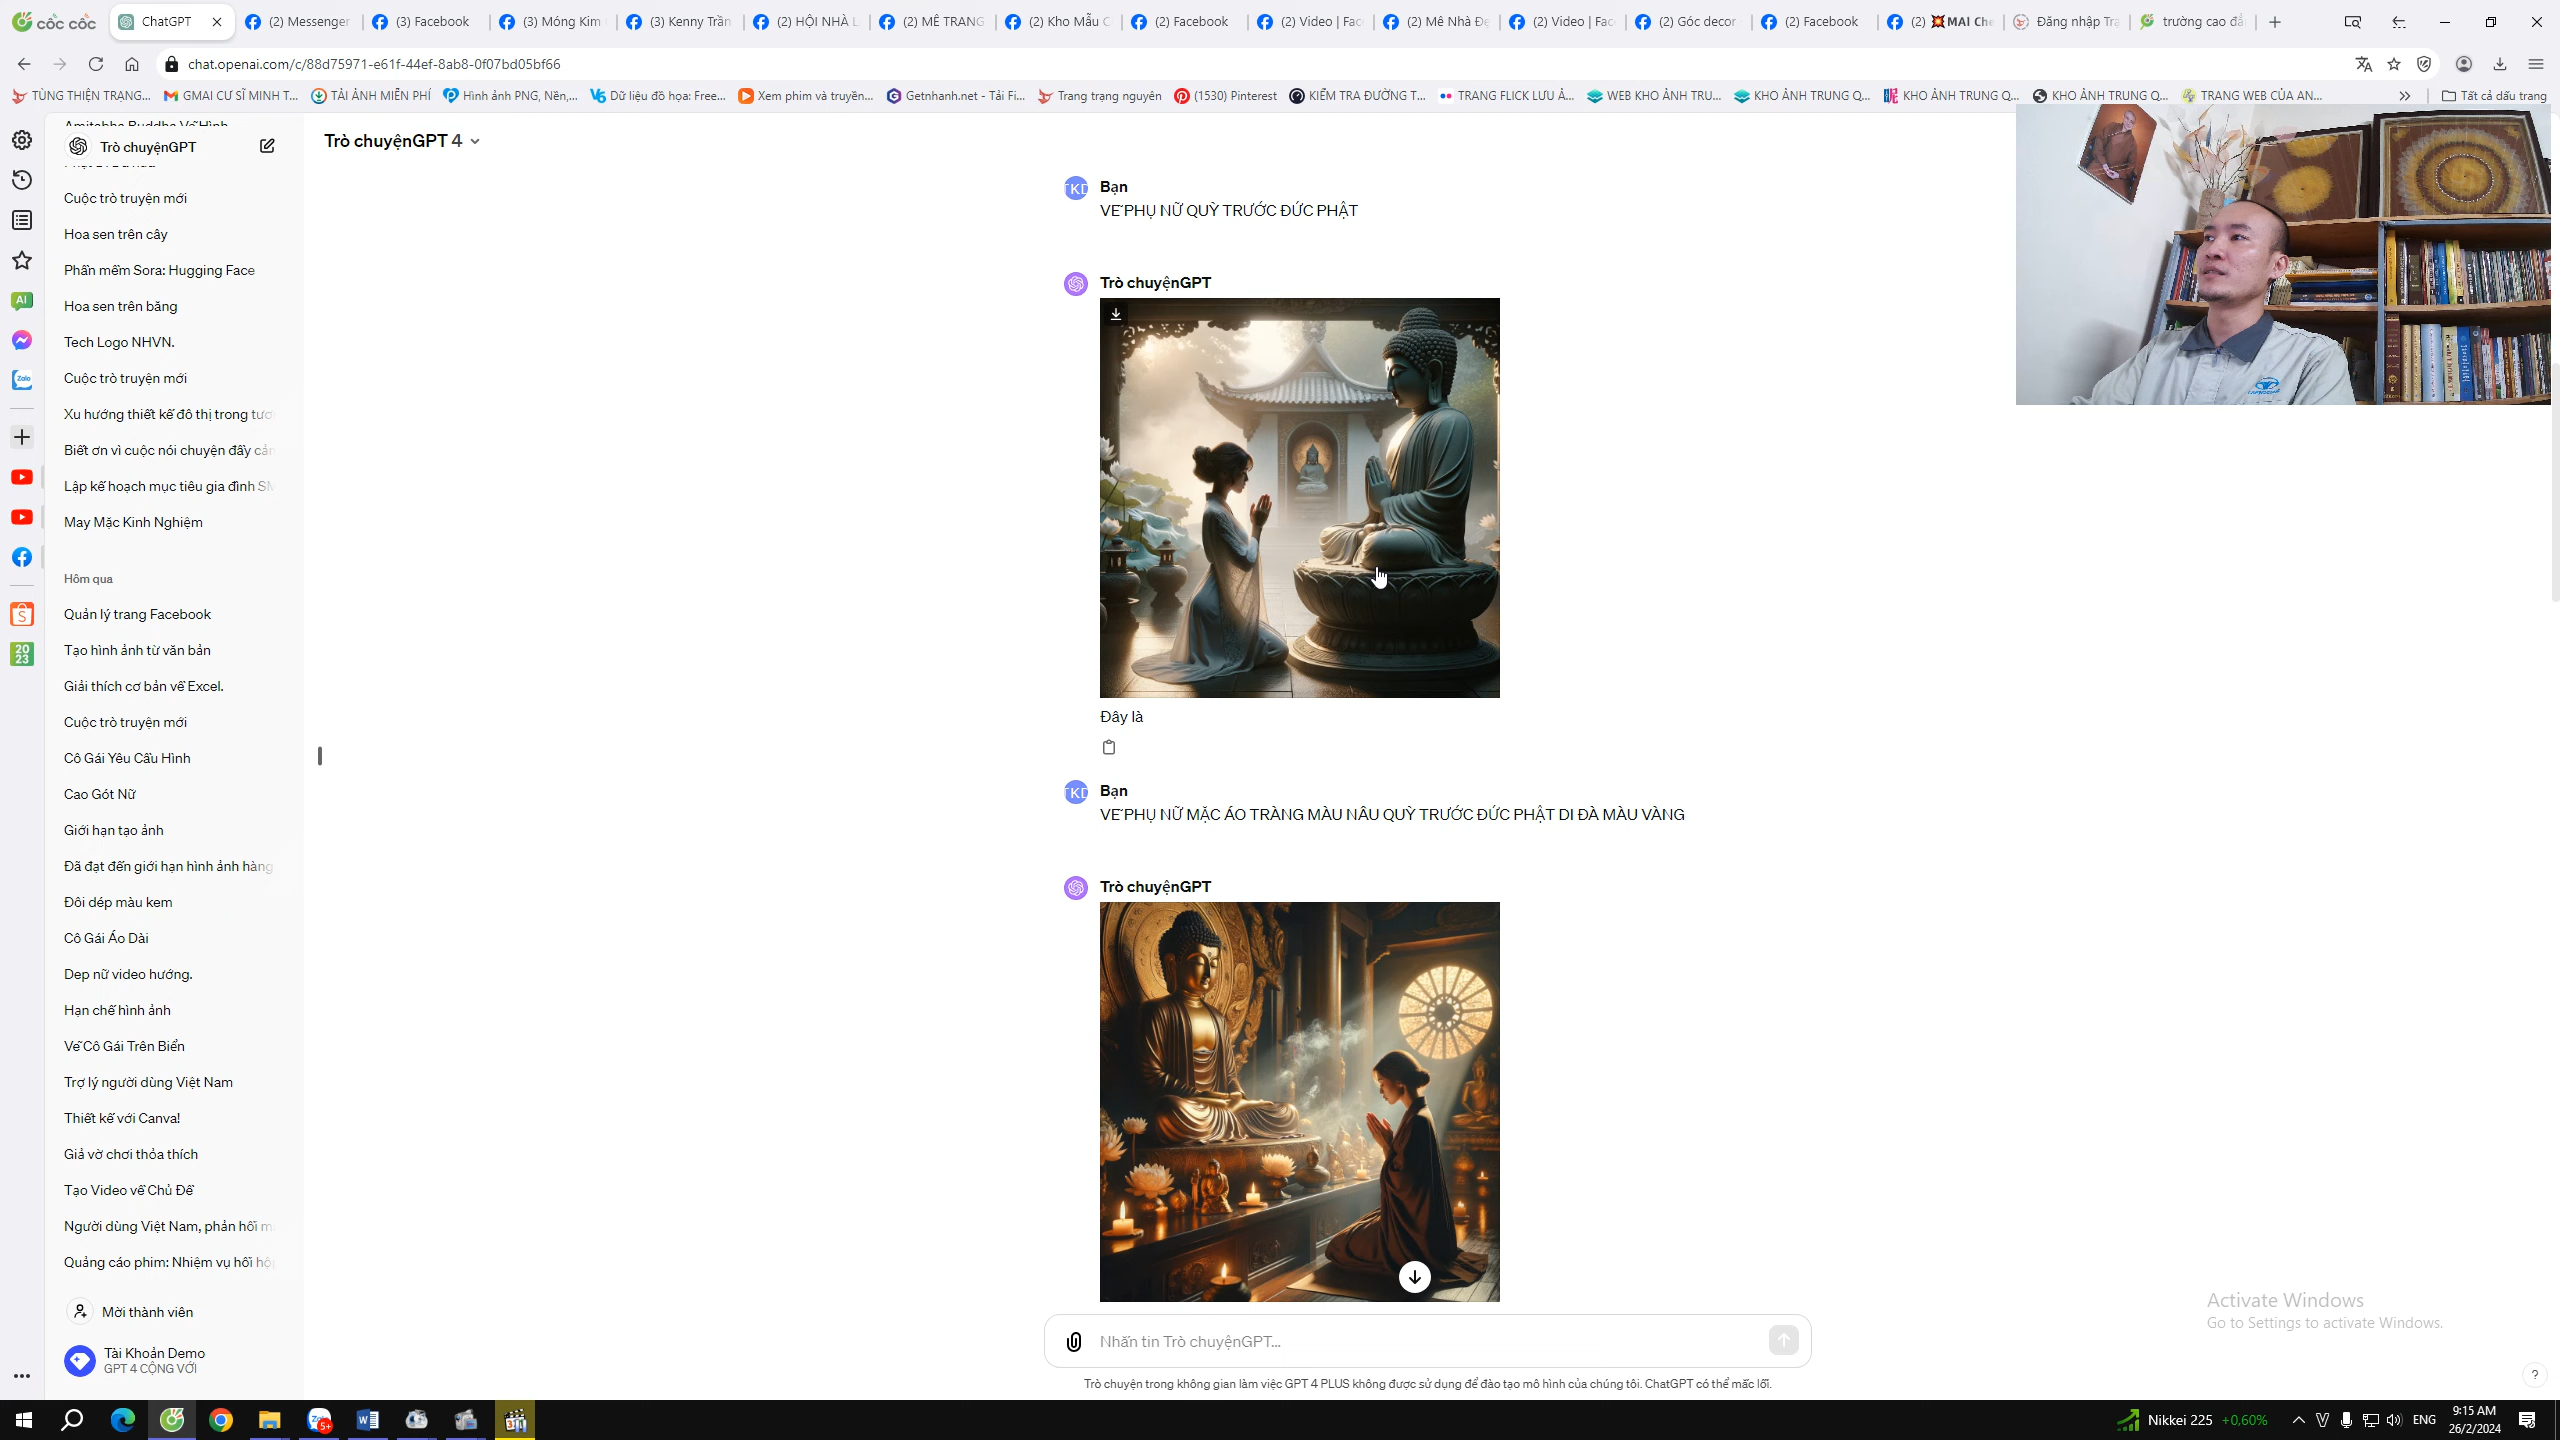 cốc cốc
ChatGPT
(2) Messenger
(3) Facebook
(3) Móng Kim
(3) Kenny Trần
(2) HỘI NHÀ L
(2) MÊ TRANG
(2) Kho Mẫu C
(2) Facebook
(2) Video | Fac
(2) Mê Nhà Đẹ
(2) Video | Fac
(2) Góc decor
(2) Facebook
(2) 💥MAI Che
Đăng nhập Tra
trường cao đẳ
chat.openai.com/c/88d75971-e61f-44ef-8ab8-0f07bd05bf66
TÙNG THIỆN TRẠNG...
GMAI CƯ SĨ MINH T...
TẢI ẢNH MIỄN PHÍ
Hình ảnh PNG, Nền,...
Dữ liệu đồ họa: Free...
Xem phim và truyền...
Getnhanh.net - Tải Fi...
Trang trạng nguyên
(1530) Pinterest
KIỂM TRA ĐƯỜNG T...
TRANG FLICK LƯU Ả...
WEB KHO ẢNH TRU...
KHO ẢNH TRUNG Q...
KHO ẢNH TRUNG Q...
KHO ẢNH TRUNG Q...
TRANG WEB CỦA AN...
Tất cả dấu trang
Trò chuyệnGPT
Cuộc trò truyện mới
Hoa sen trên cây
Phần mềm Sora: Hugging Face
Hoa sen trên băng
Tech Logo NHVN.
Cuộc trò truyện mới
Xu hướng thiết kế đô thị trong tươ
Biết ơn vì cuộc nói chuyện đầy cả
Lập kế hoạch mục tiêu gia đình SM
May Mặc Kinh Nghiệm
Hôm qua
Quản lý trang Facebook
Tạo hình ảnh từ văn bản
Giải thích cơ bản về Excel.
Cuộc trò truyện mới
Cô Gái Yêu Cầu Hình
Cao Gót Nữ
Giới hạn tạo ảnh
Đã đạt đến giới hạn hình ảnh hàng
Đôi dép màu kem
Cô Gái Áo Dài
Dep nữ video hướng.
Hạn chế hình ảnh
Vẽ Cô Gái Trên Biển
Trợ lý người dùng Việt Nam
Thiết kế với Canva!
Giả vờ chơi thỏa thích
Tạo Video về Chủ Đề
Người dùng Việt Nam, phản hồi m
Quảng cáo phim: Nhiệm vụ hồi hộ
Mời thành viên
Tài Khoản Demo
GPT 4 CỘNG VỚI
Trò chuyệnGPT 4
Bạn
VẼ PHỤ NỮ QUỲ TRƯỚC ĐỨC PHẬT
Trò chuyệnGPT
Đây là
Bạn
VẼ PHỤ NỮ MẶC ÁO TRÀNG MÀU NÂU QUỲ TRƯỚC ĐỨC PHẬT DI ĐÀ MÀU VÀNG
Trò chuyệnGPT
Nhắn tin Trò chuyệnGPT...
Trò chuyện trong không gian làm việc GPT 4 PLUS không được sử dụng để đào tạo mô hình của chúng tôi. ChatGPT có thể mắc lỗi.
Activate Windows
Go to Settings to activate Windows.
?
Nikkei 225 +0,60%
ENG
9:15 AM
26/2/2024